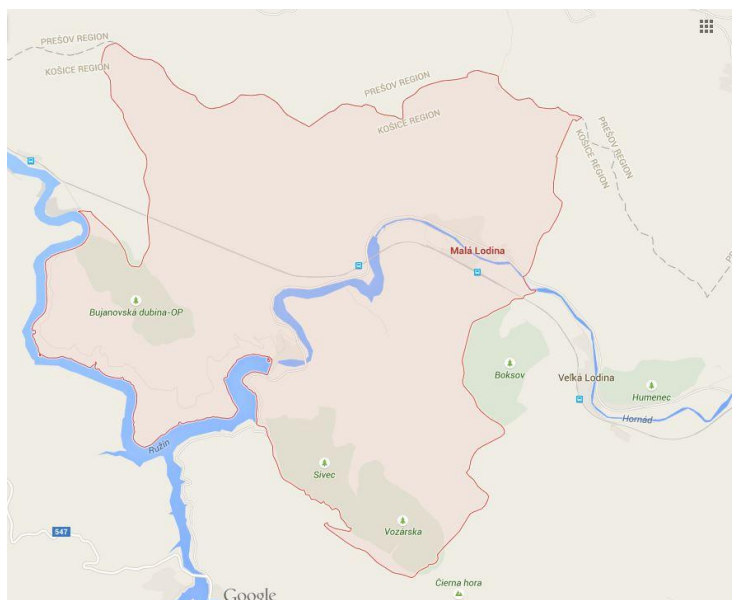 PREŠOV REGION
KOŠICE REGION
PREŠOV REGION
KOŠICE REGION
PREŠOV REGION
KOŠICE REGION
Malá Lodina
Bujanovská dubina-OP
Boksov
Veľká Lodina
Humenec
Hornád
Ružín
Sivec
Vozárska
547
Čierna hora
Google